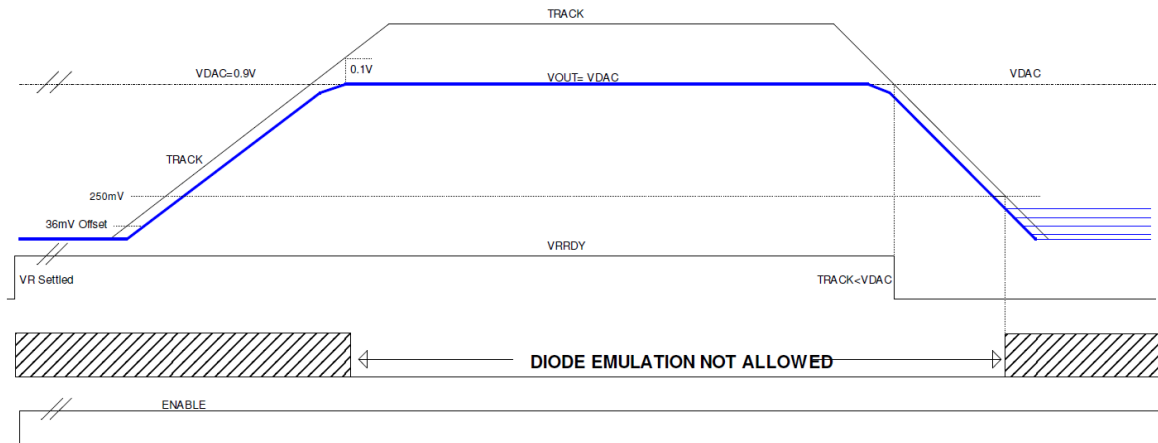 TRACK
VDAC=0.9V
0.1V
VOUT= VDAC
VDAC
TRACK
250mV
36mV Offset
VRRDY
VR Settled
TRACK<VDAC
DIODE EMULATION NOT ALLOWED
ENABLE